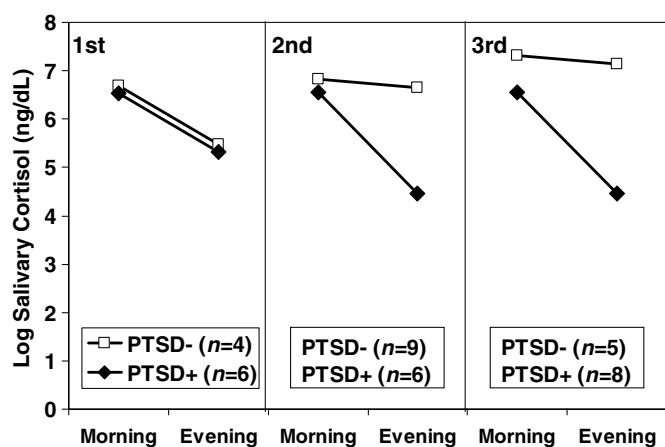 Log Salivary Cortisol (ng/dL)
8
7
6
5
4
3
2
1
0
1st
2nd
3rd
PTSD- (n=4)
PTSD+ (n=6)
PTSD- (n=9)
PTSD+ (n=6)
PTSD- (n=5)
PTSD+ (n=8)
Morning Evening Morning Evening Morning Evening